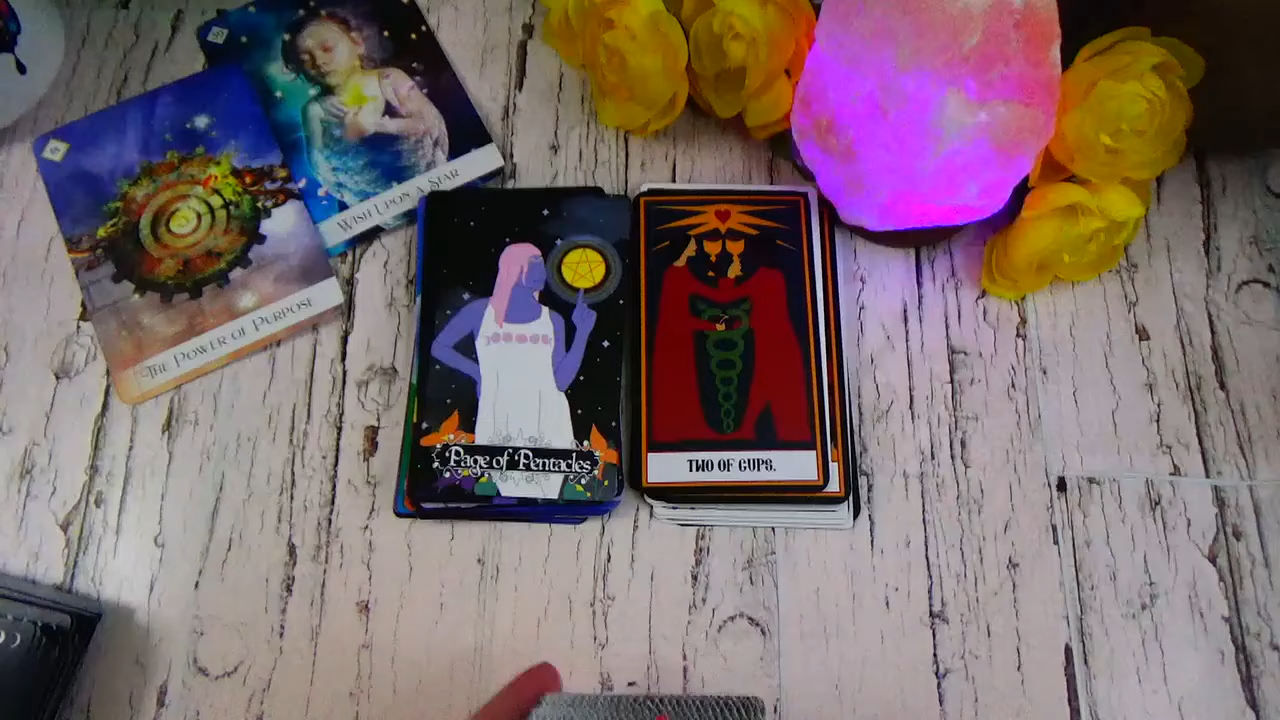 WISH UPON A STAR
THE POWER OF PURPOSE
Page of Pentacles
TWO OF CUPS.